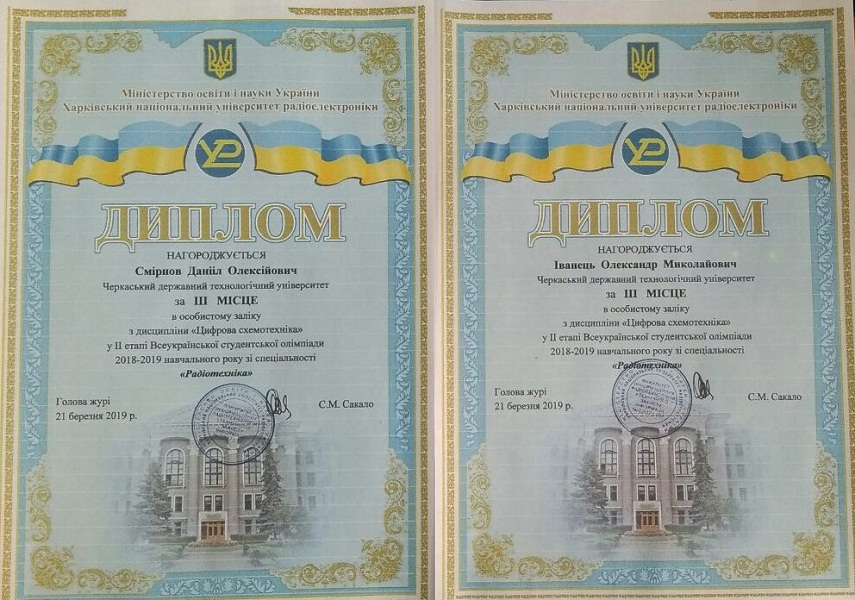 Міністерство освіти і науки України
Харківський національний університет радіоелектроніки
ДИПЛОМ
НАГОРОДЖУЄТЬСЯ
Смірнов Данііл Олексійович
Черкаський державний технологічний університет
за III МІСЦЕ
в особистому заліку
з дисципліни «Цифрова схемотехніка»
у II етапі Всеукраїнської студентської олімпіади
2018-2019 навчального року зі спеціальності
«Радіотехніка»
Голова журі
21 березня 2019 р.
С.М. Сакало
Міністерство освіти і науки України
Харківський національний університет радіоелектроніки
ДИПЛОМ
НАГОРОДЖУЄТЬСЯ
Іванець Олександр Миколайович
Черкаський державний технологічний університет
за III МІСЦЕ
в особистому заліку
з дисципліни «Цифрова схемотехніка»
у II етапі Всеукраїнської студентської олімпіади
2018-2019 навчального року зі спеціальності
«Радіотехніка»
Голова журі
21 березня 2019 р.
С.М. Сакало